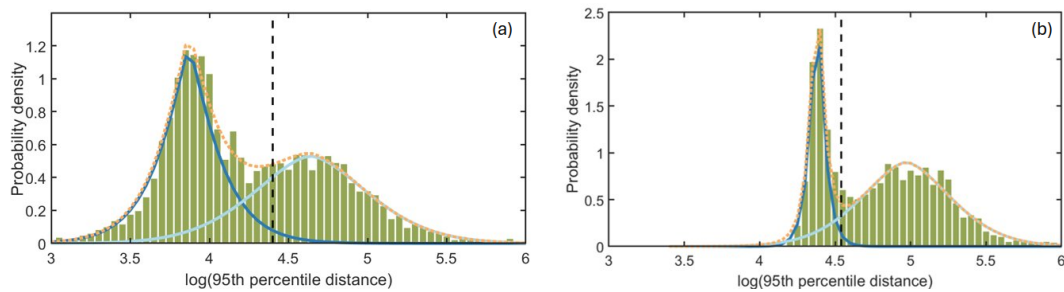 (a)
Probability density
1.2
1
0.8
0.6
0.4
0.2
0
3 3.5 4 4.5 5 5.5 6
log(95th percentile distance)
(b)
Probability density
2.5
2
1.5
1
0.5
0
3 3.5 4 4.5 5 5.5 6
log(95th percentile distance)